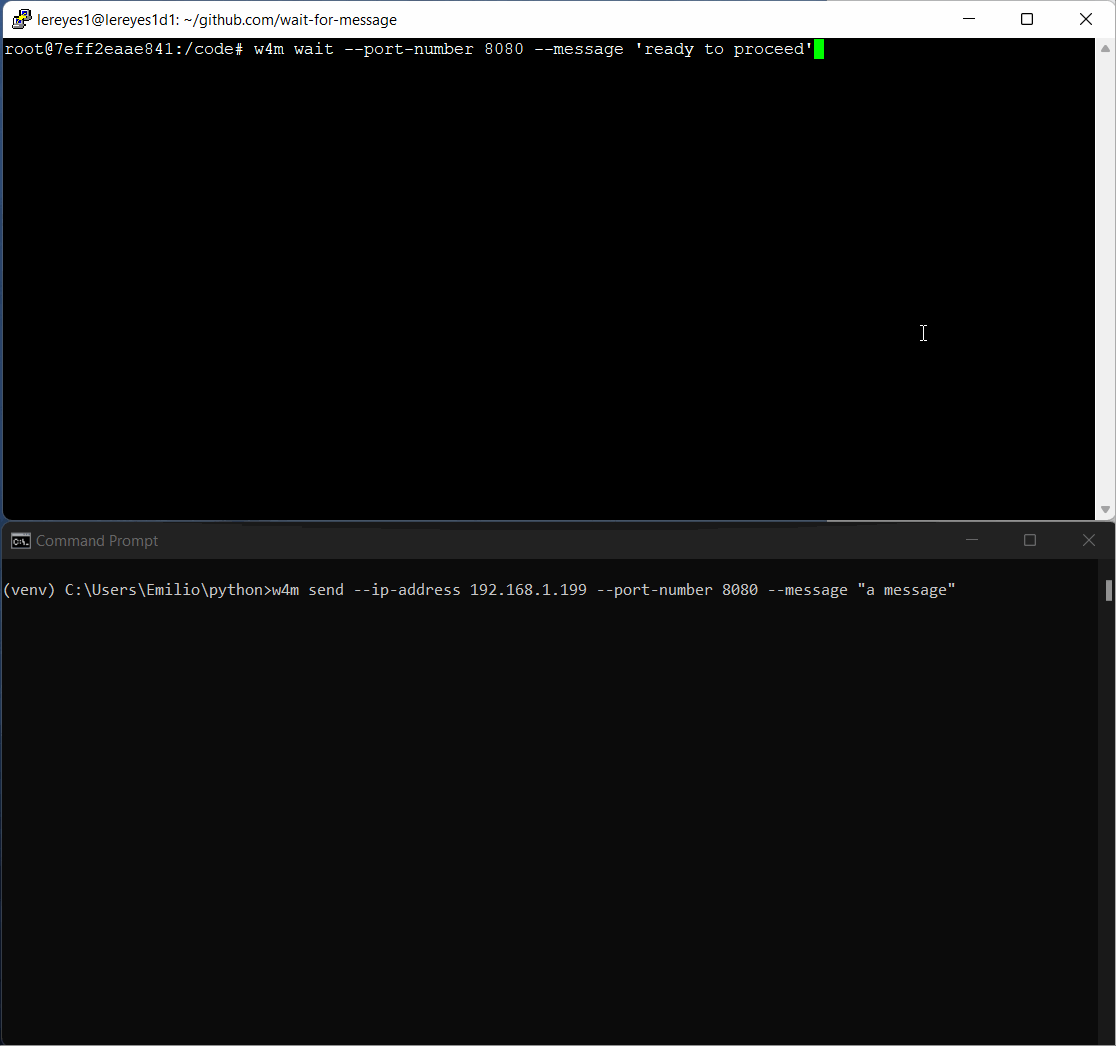 lereyes1@lereyes1d1: ~/github.com/wait-for-message
root@7eff2eaae841:/code# w4m wait --port-number 8080 --message 'ready to proceed'
Command Prompt
(venv) C:\Users\Emilio\python>w4m send --ip-address 192.168.1.199 --port-number 8080 --message "a message"